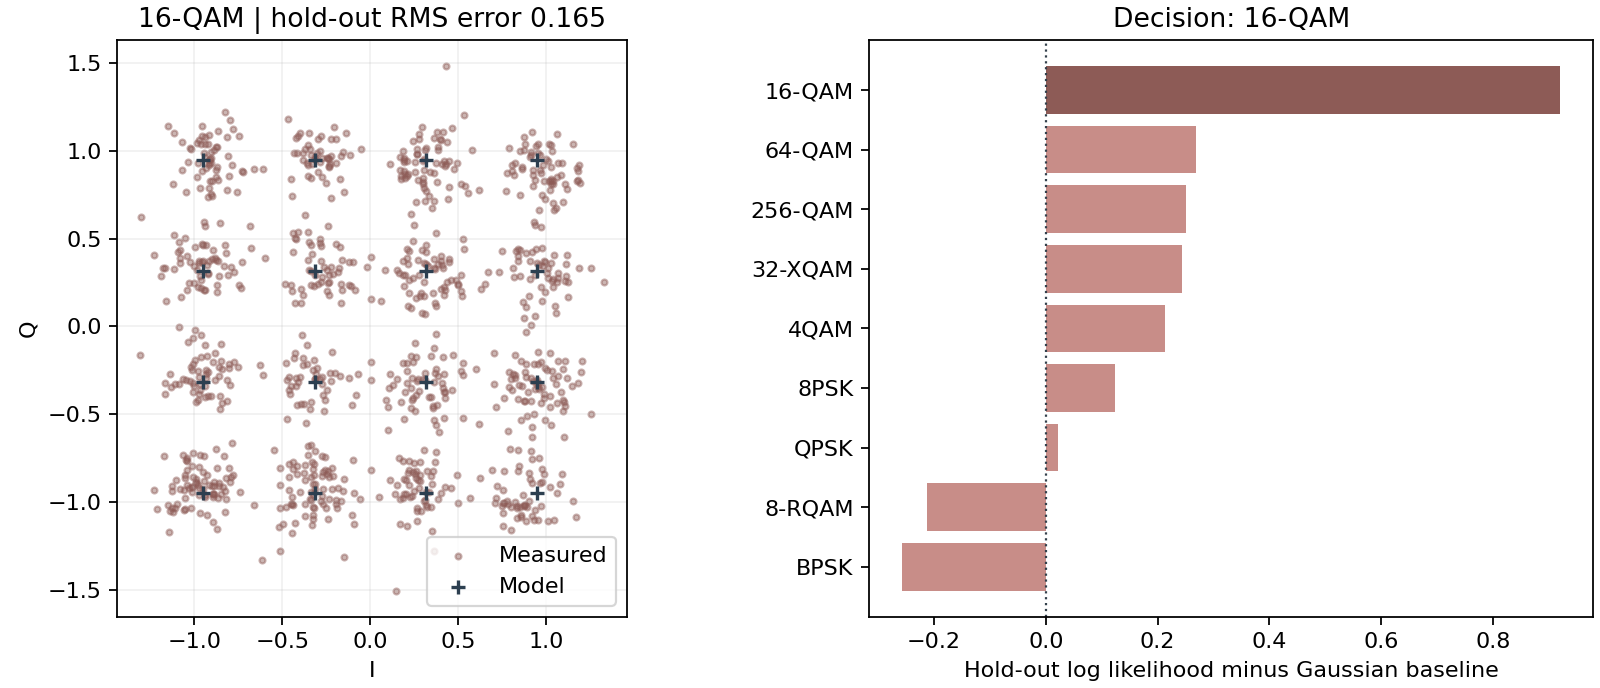 16-QAM | hold-out RMS error 0.165
1.5
1.0
0.5
0.0
−0.5
−1.0
−1.5
Q
−1.0
−0.5
0.0
0.5
1.0
I
Measured
Model
Decision: 16-QAM
16-QAM
64-QAM
256-QAM
32-XQAM
4QAM
8PSK
QPSK
8-RQAM
BPSK
−0.2
0.0
0.2
0.4
0.6
0.8
Hold-out log likelihood minus Gaussian baseline